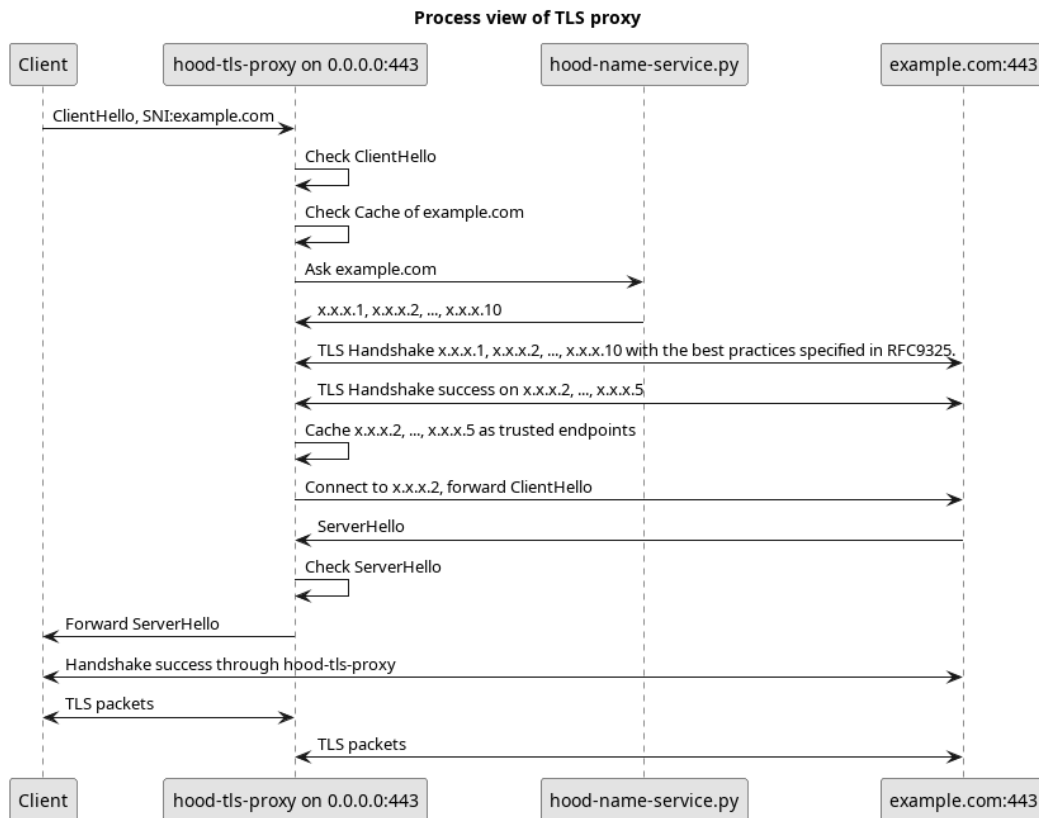 Process view of TLS proxy
Client hood-tls-proxy on 0.0.0.0:443 hood-name-service.py example.com:443
ClientHello, SNI:example.com
Check ClientHello
Check Cache of example.com
Ask example.com
x.x.x.1, x.x.x.2, ..., x.x.x.10
TLS Handshake x.x.x.1, x.x.x.2, ..., x.x.x.10 with the best practices specified in RFC9325.
TLS Handshake success on x.x.x.2, ..., x.x.x.5
Cache x.x.x.2, ..., x.x.x.5 as trusted endpoints
Connect to x.x.x.2, forward ClientHello
ServerHello
Check ServerHello
Forward ServerHello
Handshake success through hood-tls-proxy
TLS packets
TLS packets
Client hood-tls-proxy on 0.0.0.0:443 hood-name-service.py example.com:443